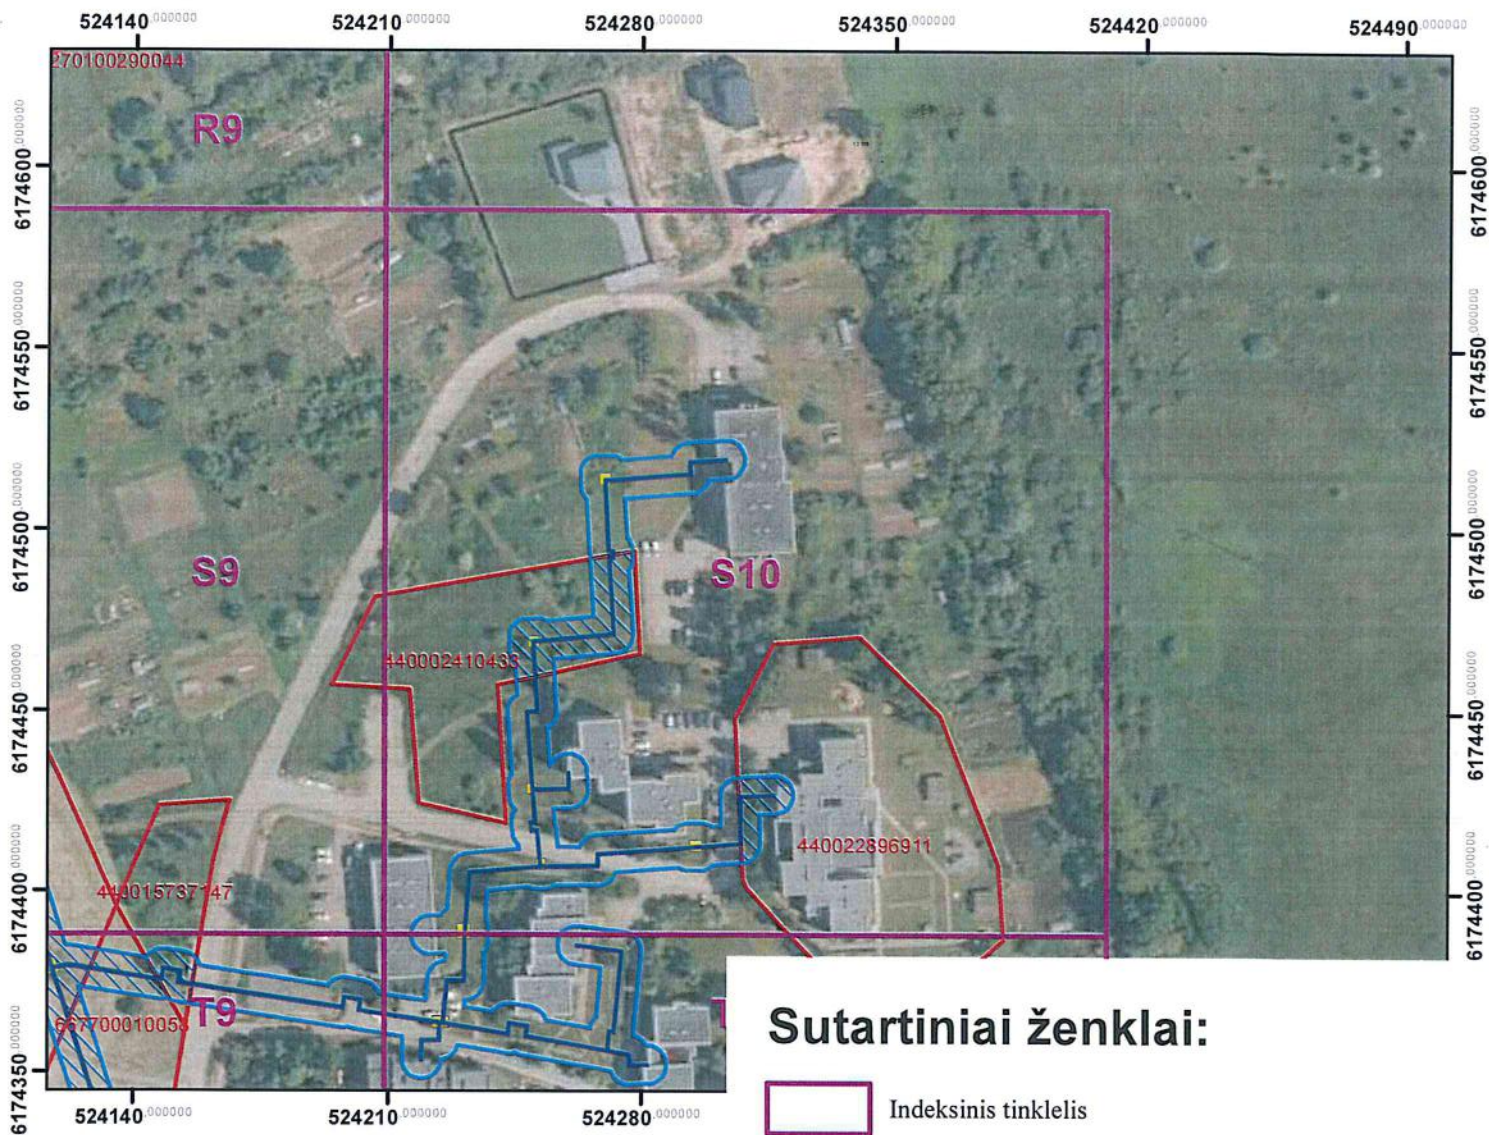 524140.000000 524210.000000 524280.000000 524350.000000 524420.000000 524490.000000
270100290044
R9
6174600.000000 6174600.000000
6174550.000000 6174550.000000
6174500.000000 6174500.000000
S9 S10
440002410433
6174450.000000 6174450.000000
440022896911
440015737147
6174400.000000 6174400.000000
T9
667700010058
Sutartiniai ženklai:
6174350.000000
Indeksinis tinklelis
524140.000000 524210.000000 524280.000000